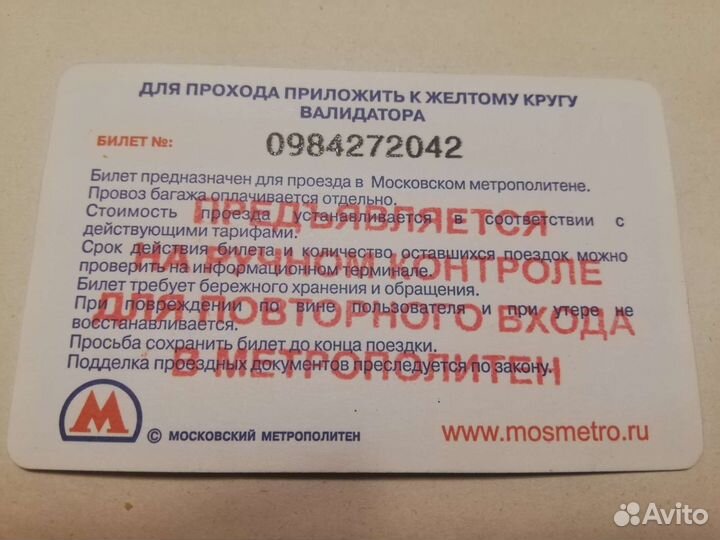 ДЛЯ ПРОХОДА ПРИЛОЖИТЬ К ЖЕЛТОМУ КРУГУ
ВАЛИДАТОРА
БИЛЕТ №: 0984272042
Билет предназначен для проезда в Московском метрополитене.
Провоз багажа оплачивается отдельно.
Стоимость проезда устанавливается в соответствии с
действующими тарифами.
Срок действия билета и количество оставшихся поездок можно
проверить на информационном терминале.
Билет требует бережного хранения и обращения.
При повреждении по вине пользователя и при утере не
восстанавливается.
Просьба сохранить билет до конца поездки.
Подделка проездных документов преследуется по закону.
ПРЕДЪЯВЛЯЕТСЯ
НА РУЧНОМ КОНТРОЛЕ
ДЛЯ ПОВТОРНОГО ВХОДА
В МЕТРОПОЛИТЕН
М
© МОСКОВСКИЙ МЕТРОПОЛИТЕН
www.mosmetro.ru
Avito